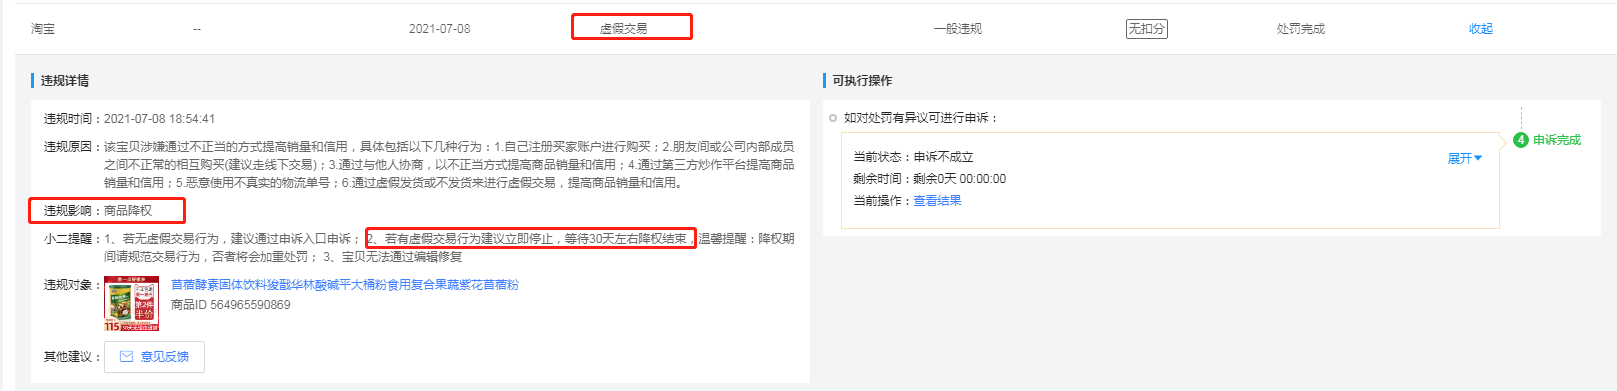 淘宝 -- 2021-07-08 虚假交易 一般违规 无扣分 处罚完成 收起
违规详情
违规时间：2021-07-08 18:54:41
违规原因：该宝贝涉嫌通过不正当的方式提高销量和信用，具体包括以下几种行为：1.自己注册买家账户进行购买；2.朋友间或公司内部成员
之间不正常的相互购买(建议走线下交易)；3.通过与他人协商，以不正当方式提高商品销量和信用；4.通过第三方炒作平台提高商品
销量和信用；5.恶意使用不真实的物流单号；6.通过虚假发货或不发货来进行虚假交易，提高商品销量和信用。
违规影响：商品降权
小二提醒：1、若无虚假交易行为，建议通过申诉入口申诉； 2、若有虚假交易行为建议立即停止，等待30天左右降权结束，温馨提醒：降权期
间请规范交易行为，否者将会加重处罚； 3、宝贝无法通过编辑修复
违规对象：
第2件
半价
115
苜蓿酵素固体饮料狻戬华林酸碱平大桶粉食用复合果蔬紫花苜蓿粉
商品ID 564965590869
其他建议： 意见反馈
可执行操作
如对处罚有异议可进行申诉：
当前状态：申诉不成立
展开
剩余时间：剩余0天 00:00:00
当前操作：查看结果
4 申诉完成